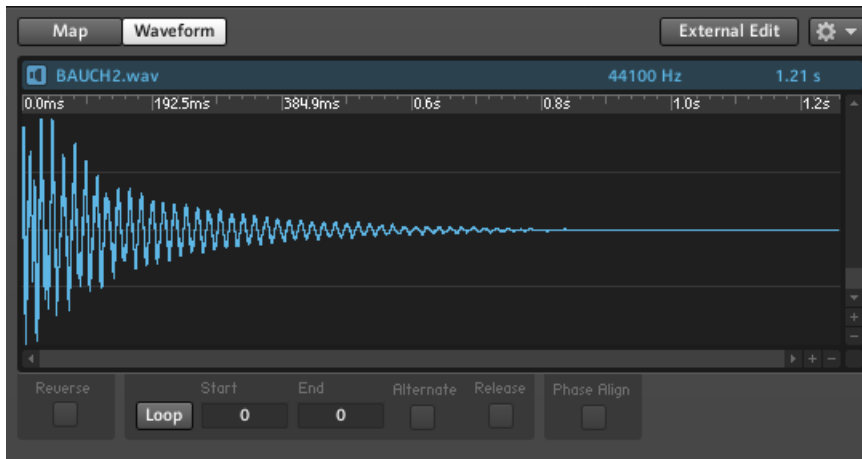 Map Waveform External Edit
BAUCH2.wav 44100 Hz 1.21 s
0.0ms 192.5ms 384.9ms 0.6s 0.8s 1.0s 1.2s
Reverse Start End Alternate Release Phase Align
Loop 0 0